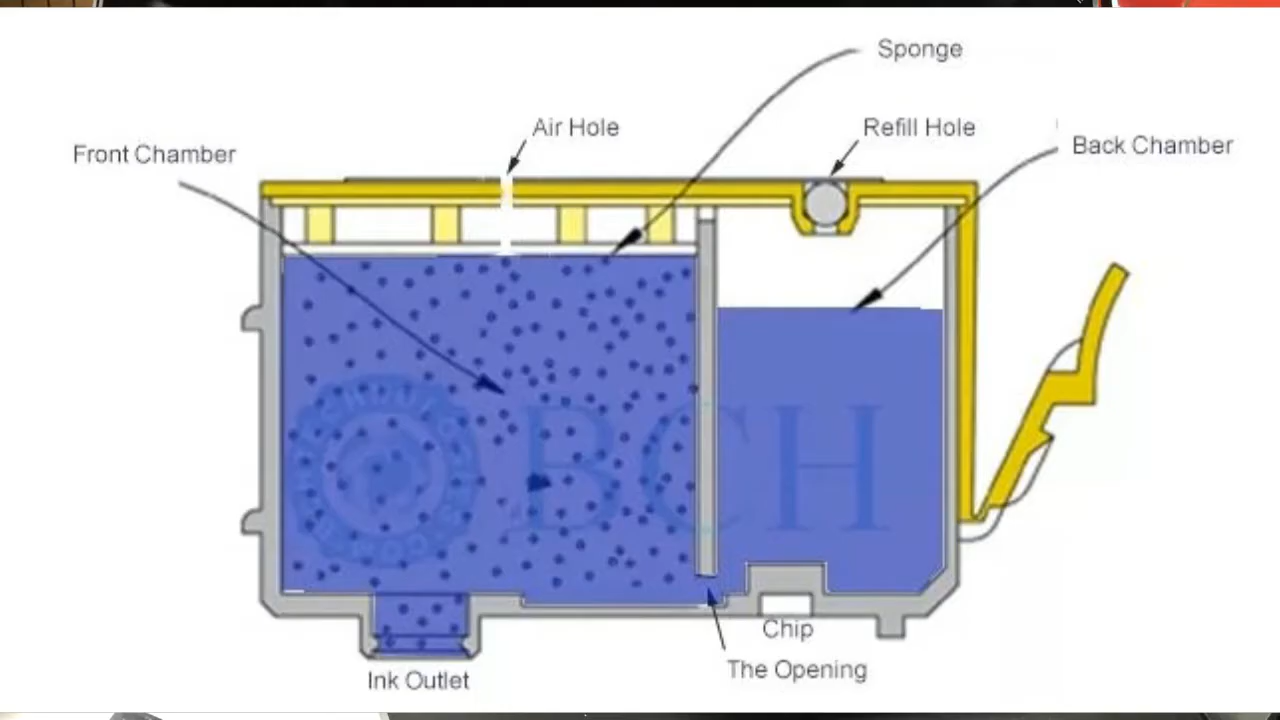 Sponge
Air Hole
Refill Hole
Front Chamber
Back Chamber
BCH
Chip
The Opening
Ink Outlet